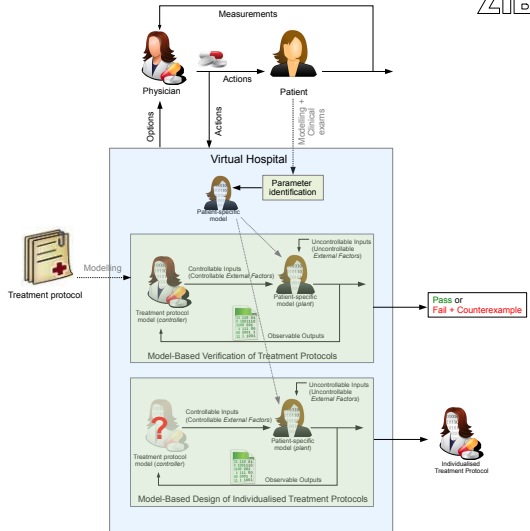 ZIB
Measurements
Physician
Actions
Patient
Options
Actions
Modelling +
Clinical
exams
Virtual Hospital
Parameter
identification
Patient-specific
model
Treatment protocol
Modelling
Uncontrollable Inputs
(Uncontrollable
External Factors)
Controllable Inputs
(Controllable External Factors)
Treatment protocol
model (controller)
Patient-specific
model (plant)
Observable Outputs
Model-Based Verification of Treatment Protocols
Pass or
Fail + Counterexample
Uncontrollable Inputs
(Uncontrollable
External Factors)
Controllable Inputs
(Controllable External Factors)
?
Treatment protocol
model (controller)
Patient-specific
model (plant)
Observable Outputs
Model-Based Design of Individualised Treatment Protocols
Individualised
Treatment Protocol